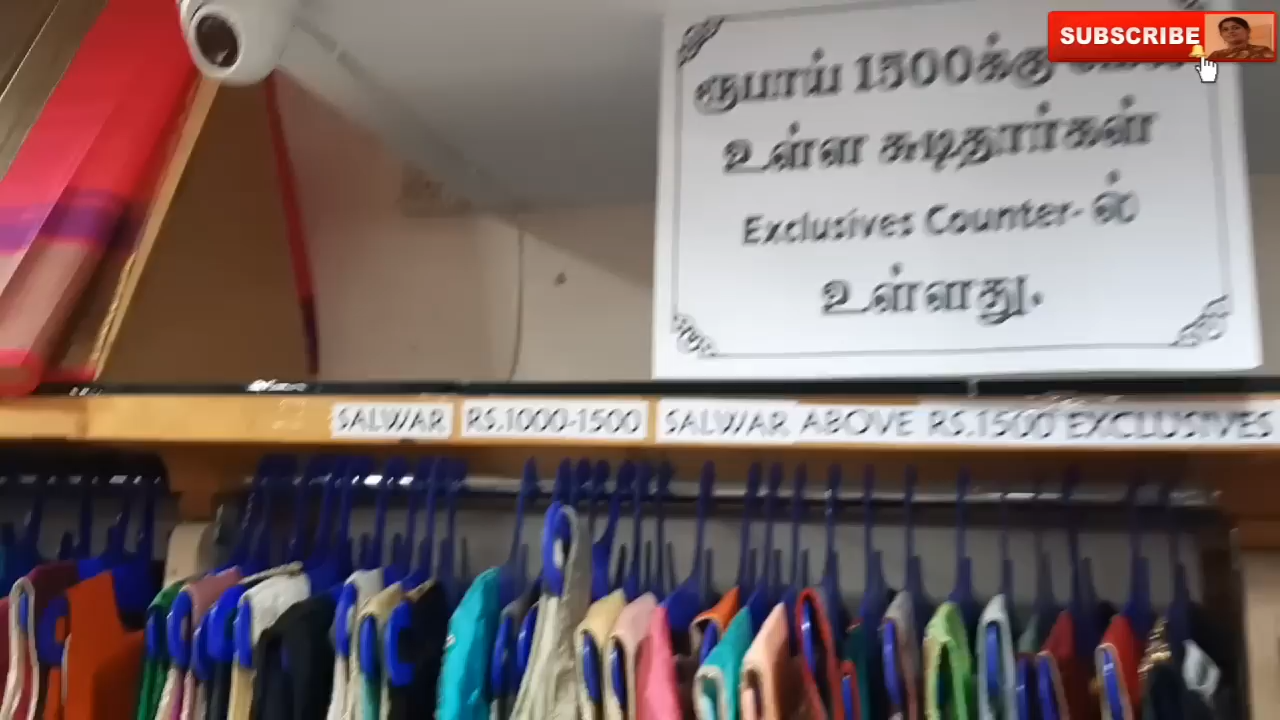 SUBSCRIBE
ரூபாய் 1500க்கு
உள்ள சுடிதார்கள்
Exclusives Counter-ல்
உள்ளது.
SALWAR RS.1000-1500 SALWAR ABOVE RS.1500 EXCLUSIVES